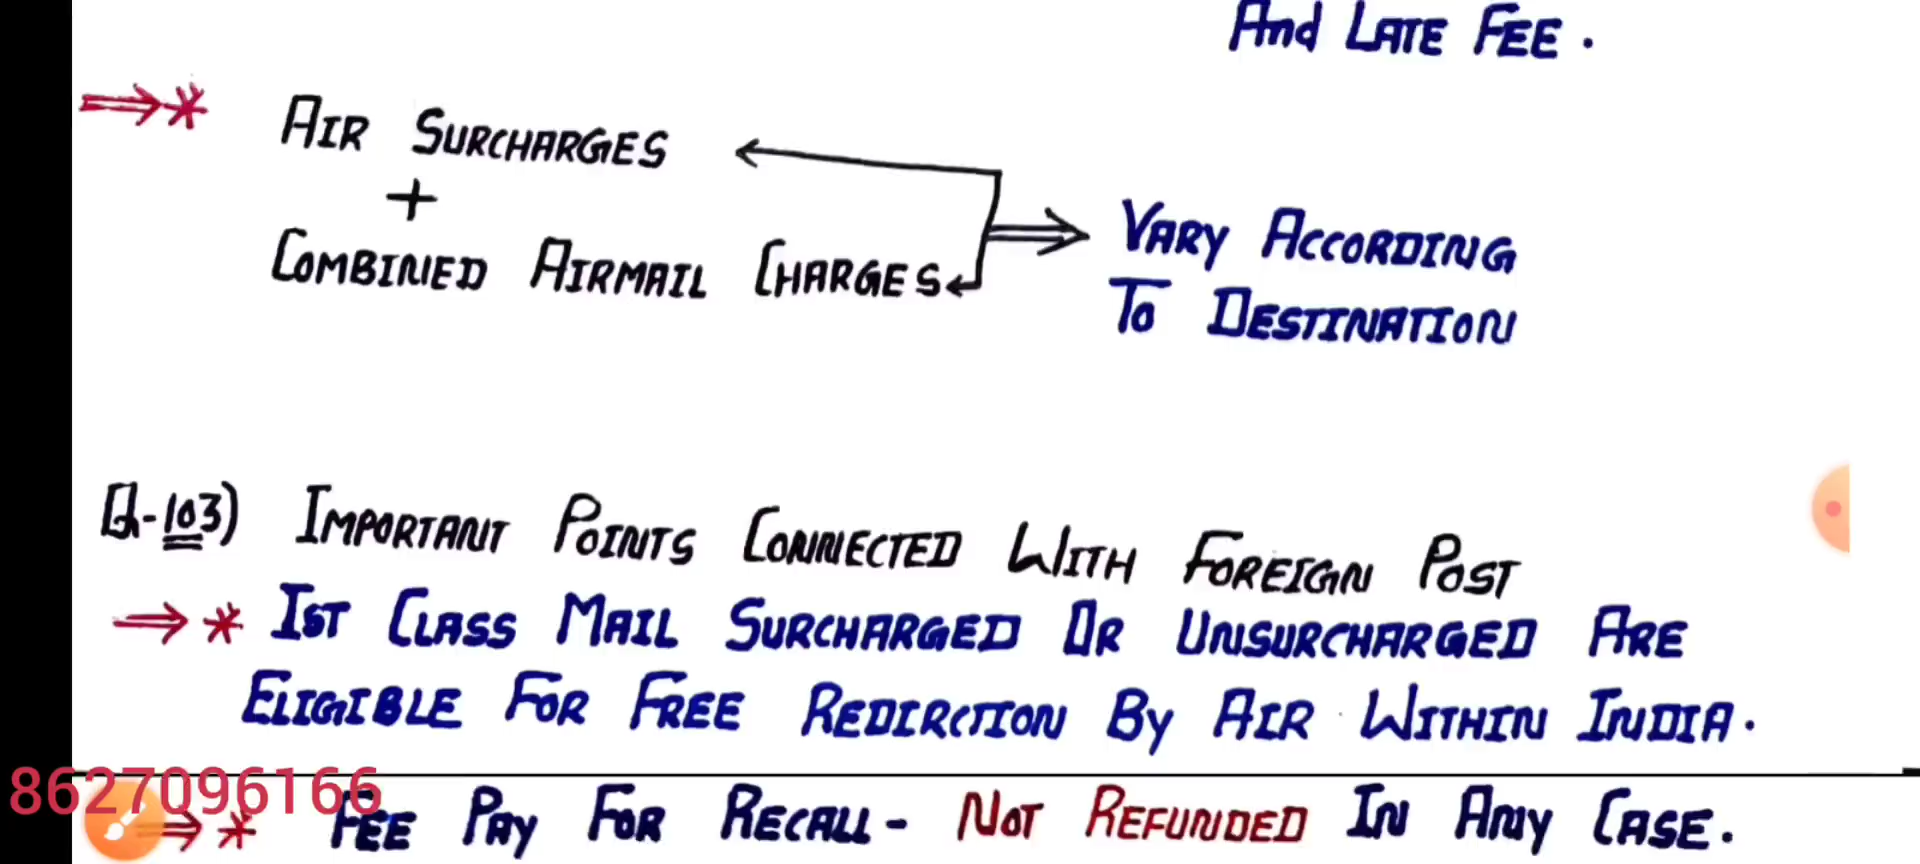 And LATE FEE.
⇒* AIR SURCHARGES
+
COMBINED AIRMAIL CHARGES
⇒ VARY ACCORDING
TO DESTINATION
Q-103) IMPORTANT POINTS CONNECTED WITH FOREIGN POST
⇒* IST CLASS MAIL SURCHARGED OR UNSURCHARGED ARE
ELIGIBLE FOR FREE REDIRCTION By AIR WITHIN INDIA.
8627096166
⇒* FEE PAY FOR RECALL- NOT REFUNDED IN ANy CASE.